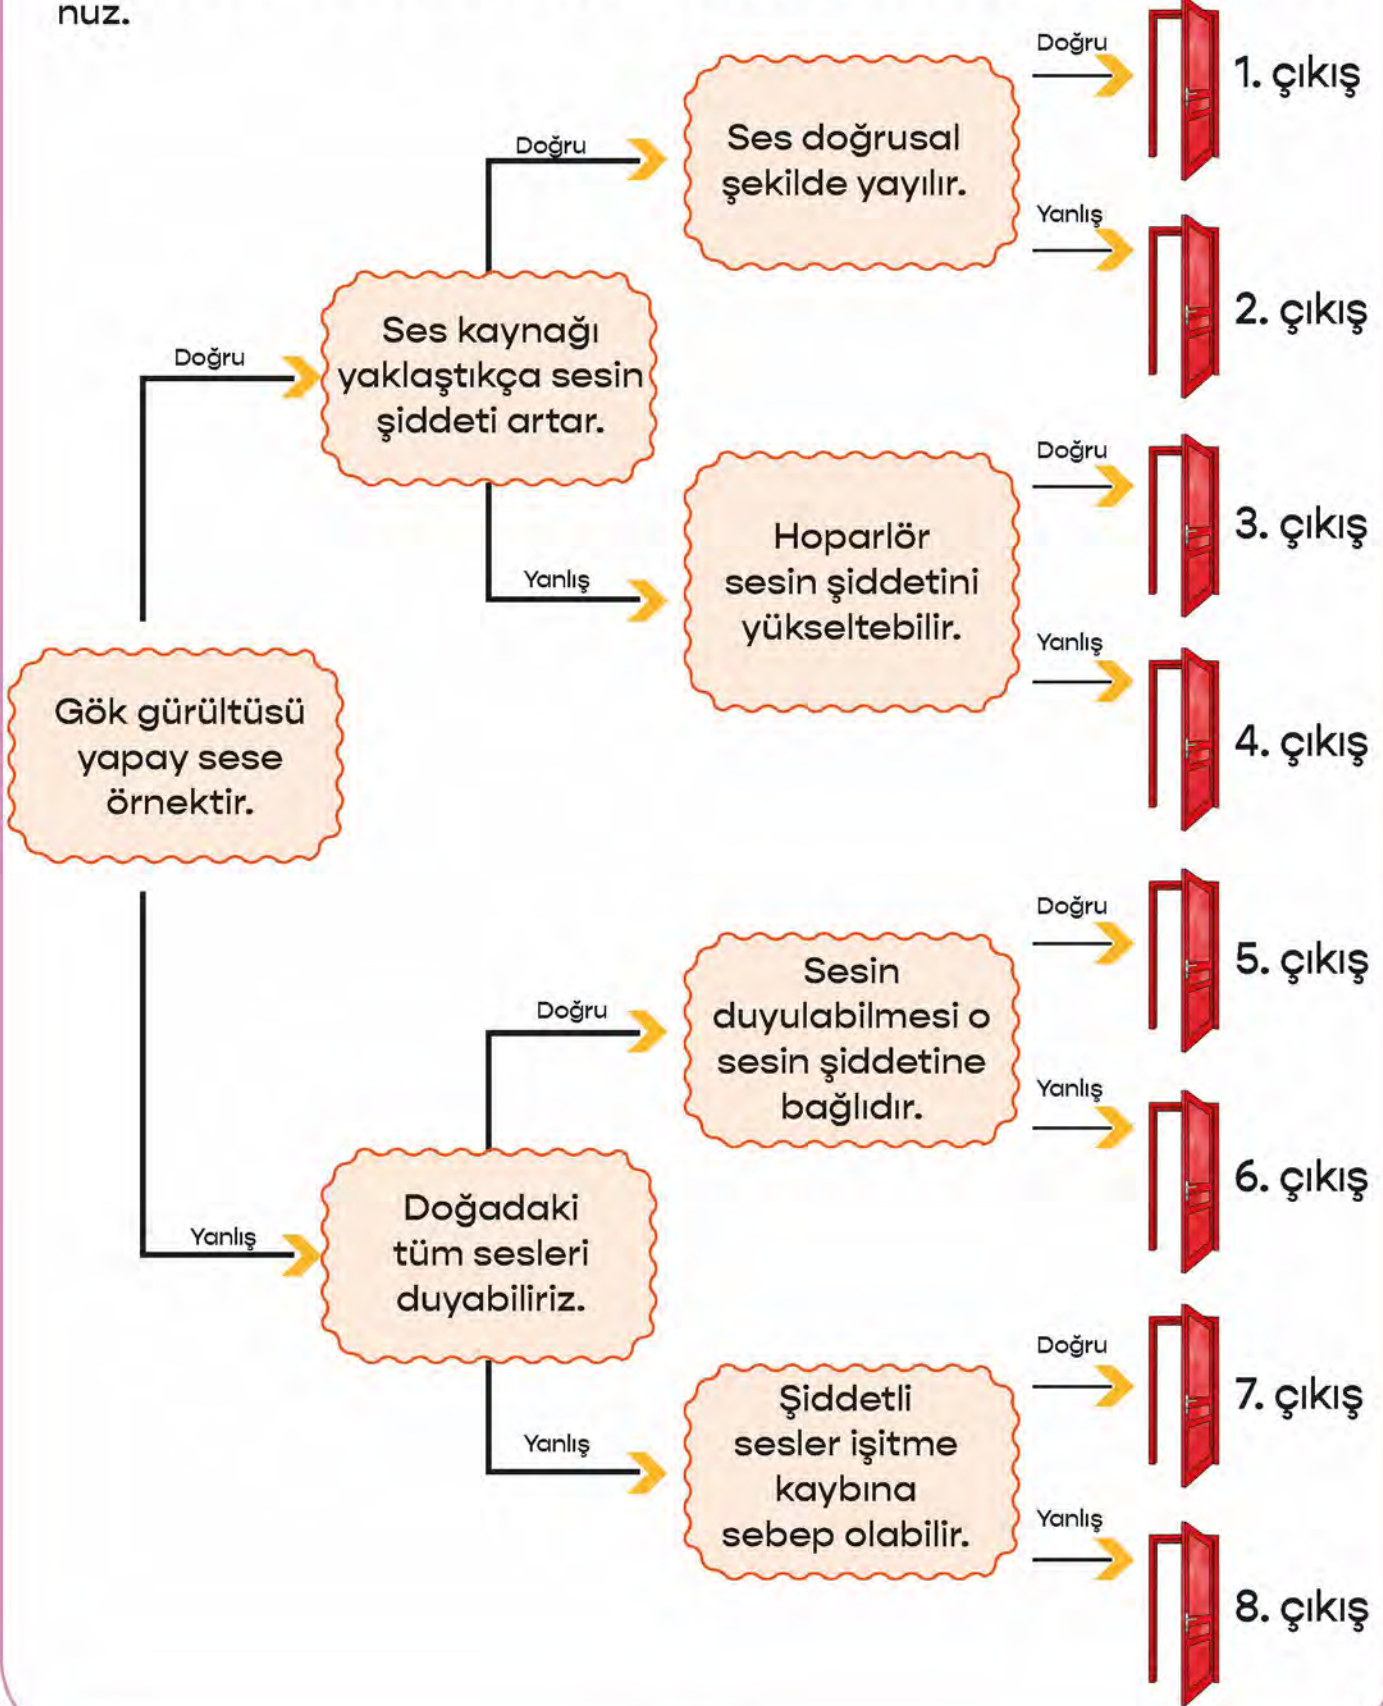 nuz.
Doğru
1. çıkış
Ses doğrusal
şekilde yayılır.
Doğru
Yanlış
2. çıkış
Ses kaynağı
yaklaştıkça sesin
şiddeti artar.
Doğru
Doğru
3. çıkış
Hoparlör
sesin şiddetini
yükseltebilir.
Yanlış
Yanlış
4. çıkış
Gök gürültüsü
yapay sese
örnektir.
Doğru
5. çıkış
Sesin
duyulabilmesi o
sesin şiddetine
bağlıdır.
Doğru
Yanlış
6. çıkış
Doğadaki
tüm sesleri
duyabiliriz.
Yanlış
Doğru
7. çıkış
Şiddetli
sesler işitme
kaybına
sebep olabilir.
Yanlış
Yanlış
8. çıkış